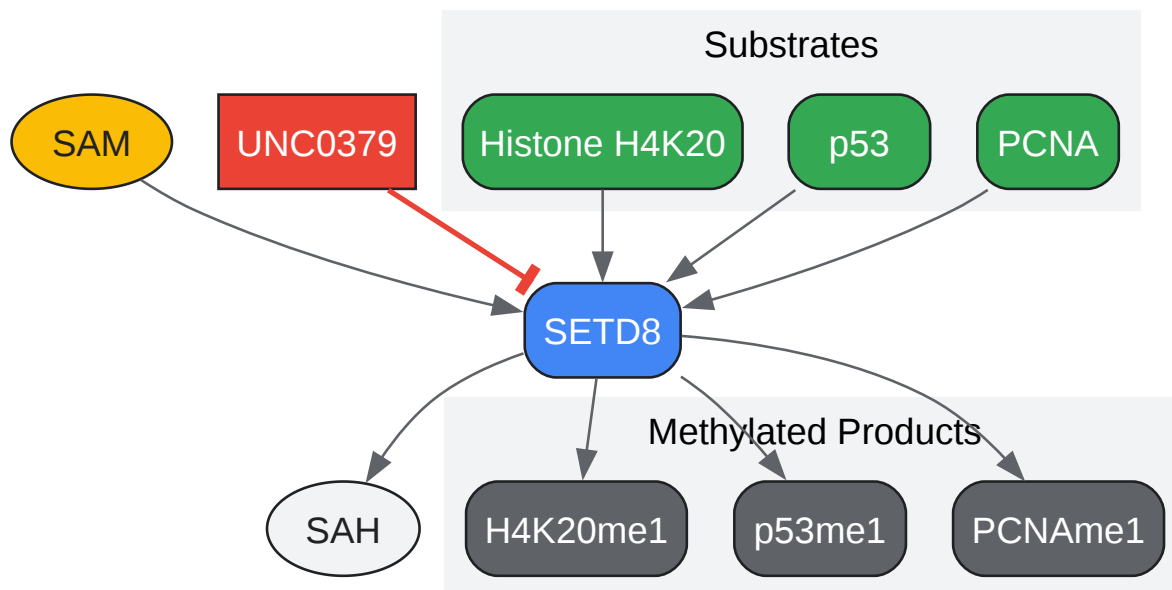 Substrates
SAM
UNC0379
Histone H4K20
p53
PCNA
SETD8
Methylated Products
SAH
H4K20me1
p53me1
PCNAme1